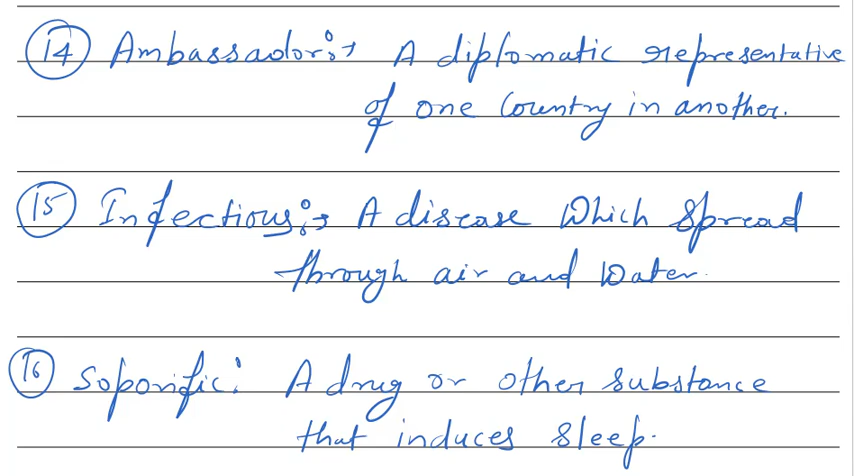 14 Ambassador:→ A diplomatic representative
of one Country in another.
15 Infectious:→ A disease Which Spread
through air and Water.
16 Soporific: A drug or other substance
that induces sleep.